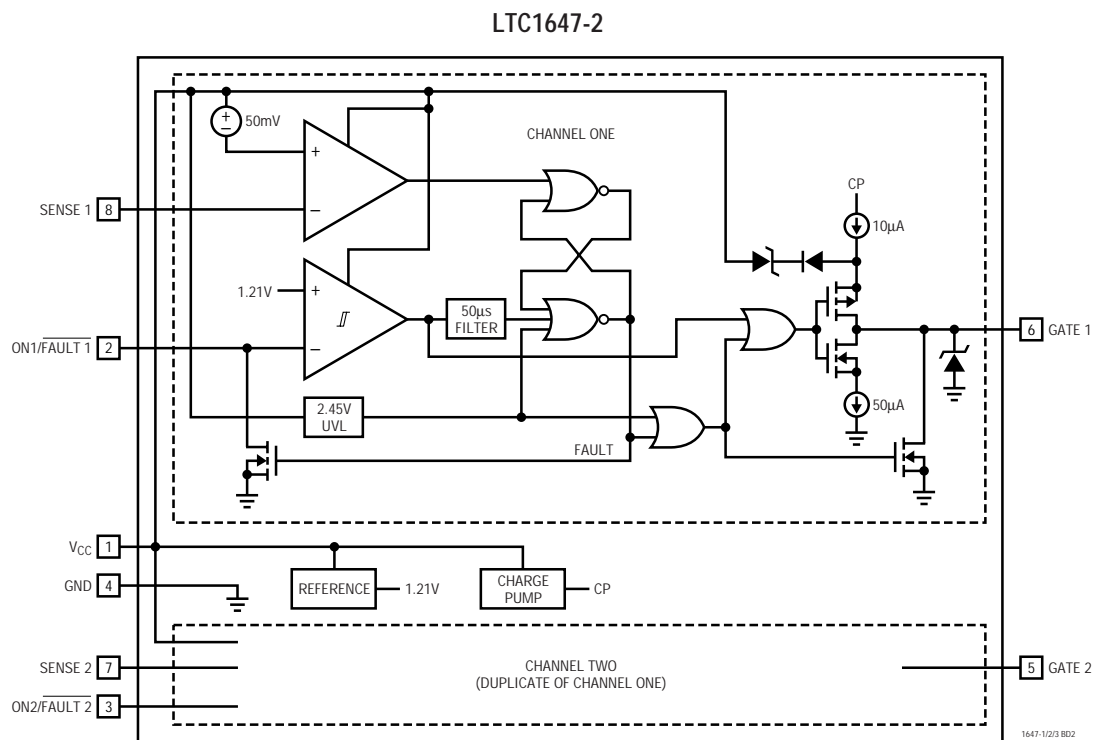 LTC1647-2
+
–
50mV
CHANNEL ONE
+
–
SENSE 1 8
CP
10µA
1.21V
+
–
50µs
FILTER
ON1/FAULT 1 2
6 GATE 1
2.45V
UVL
50µA
FAULT
VCC 1
GND 4
REFERENCE
1.21V
CHARGE
PUMP
CP
SENSE 2 7
CHANNEL TWO
(DUPLICATE OF CHANNEL ONE)
5 GATE 2
ON2/FAULT 2 3
1647-1/2/3 BD2